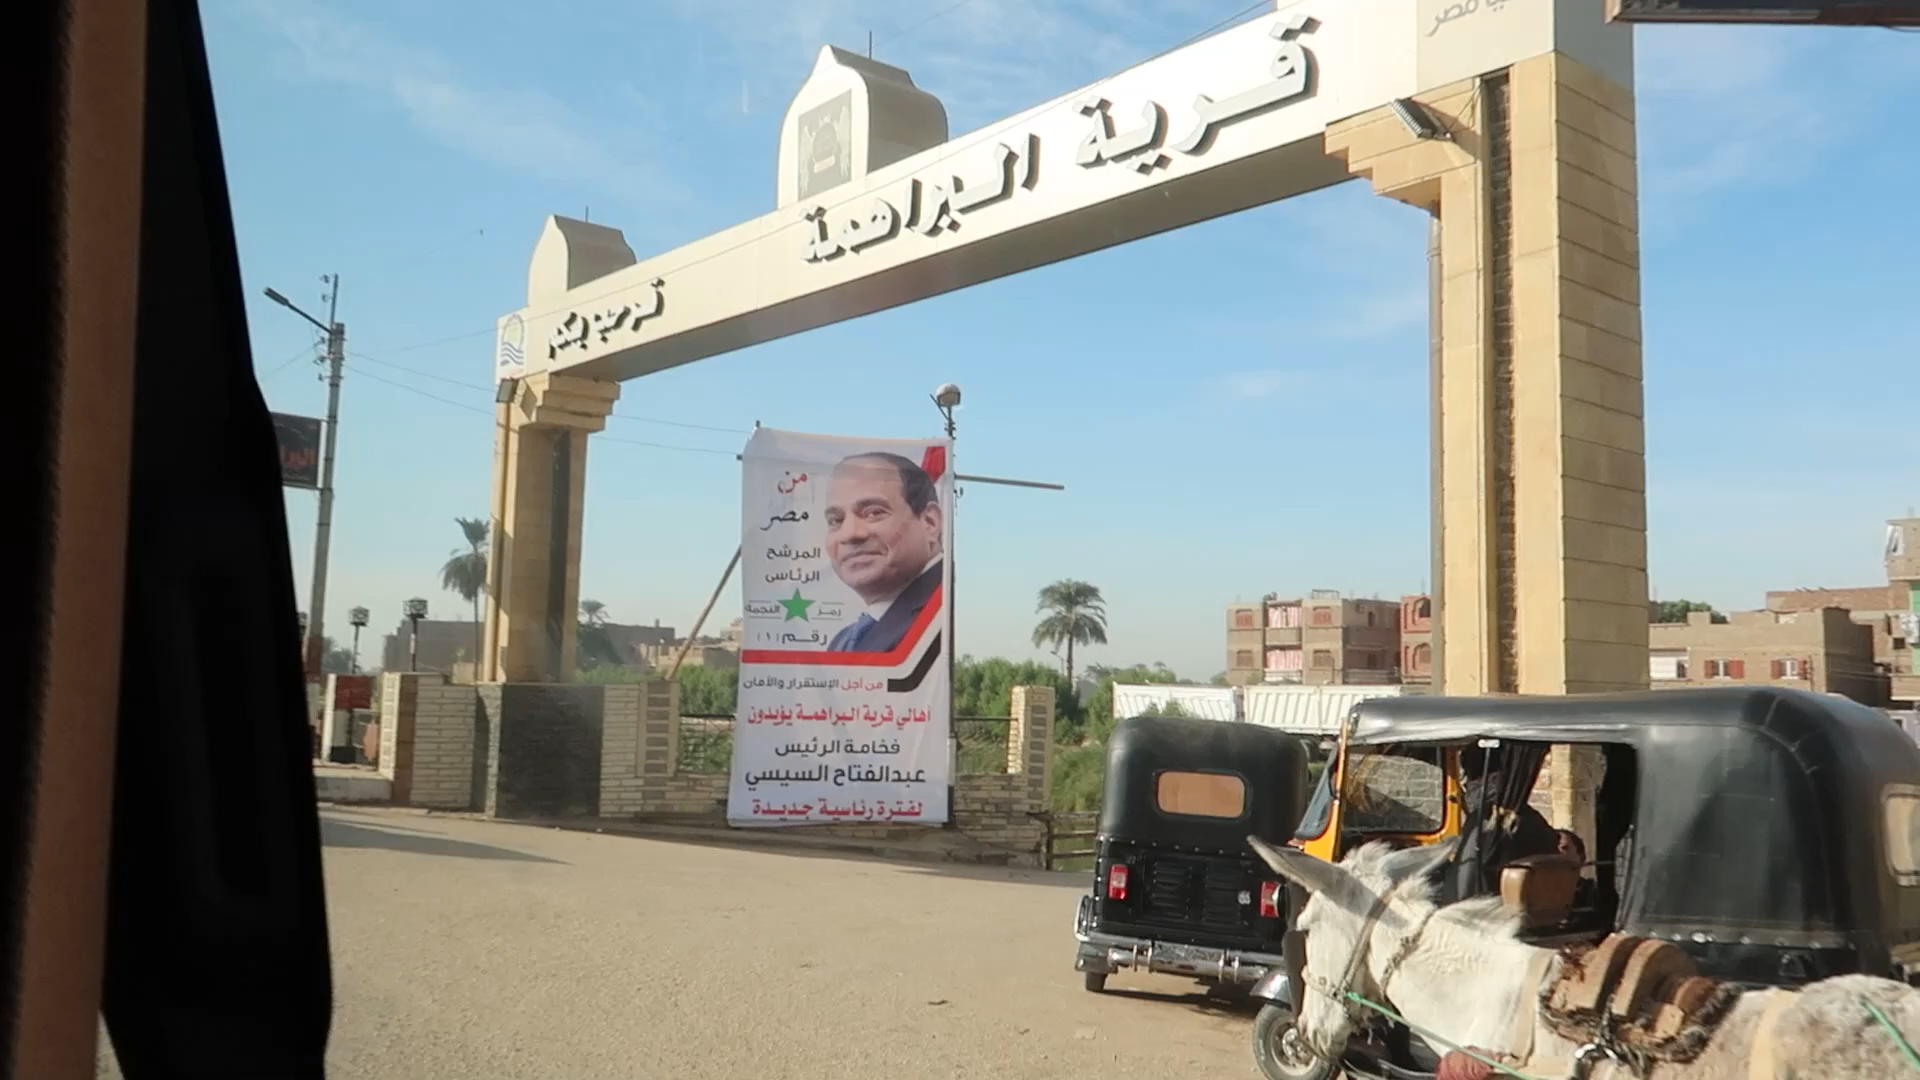 قرية البراهمة ترحب بكم
مصر
من
مصر
المرشح
الرئاسى
رمز النجمة
رقم (١)
من أجل الإستقرار والأمان
أهالي قرية البراهمة يؤيدون
فخامة الرئيس
عبدالفتاح السيسي
لفترة رئاسية جديدة